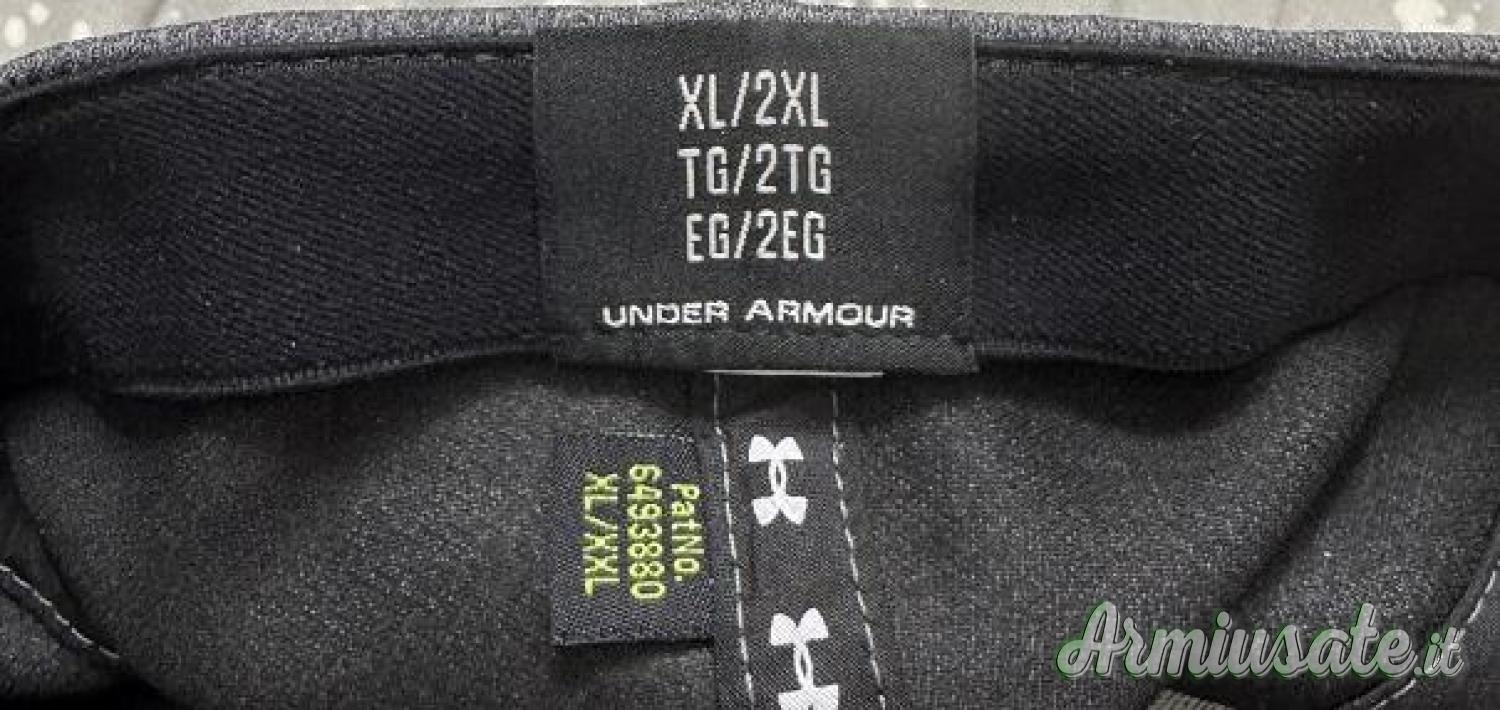 XL/2XL
TG/2TG
EG/2EG
UNDER ARMOUR
PatNo.
6493880
XL/XXL
Armiusate.it